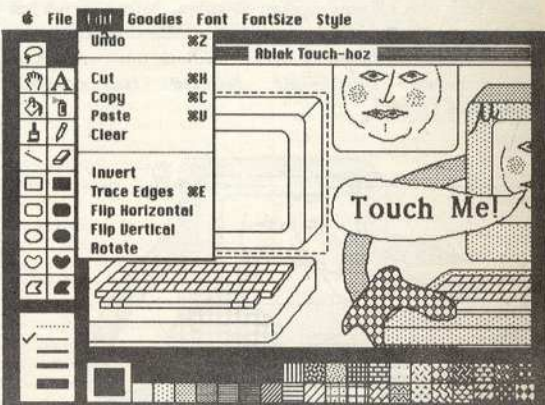 File Edit Goodies Font FontSize Style
Undo ⌘Z
Cut ⌘X
Copy ⌘C
Paste ⌘V
Clear
Invert
Trace Edges ⌘E
Flip Horizontal
Flip Vertical
Rotate
Ablak Touch-hoz
A
Touch Me!